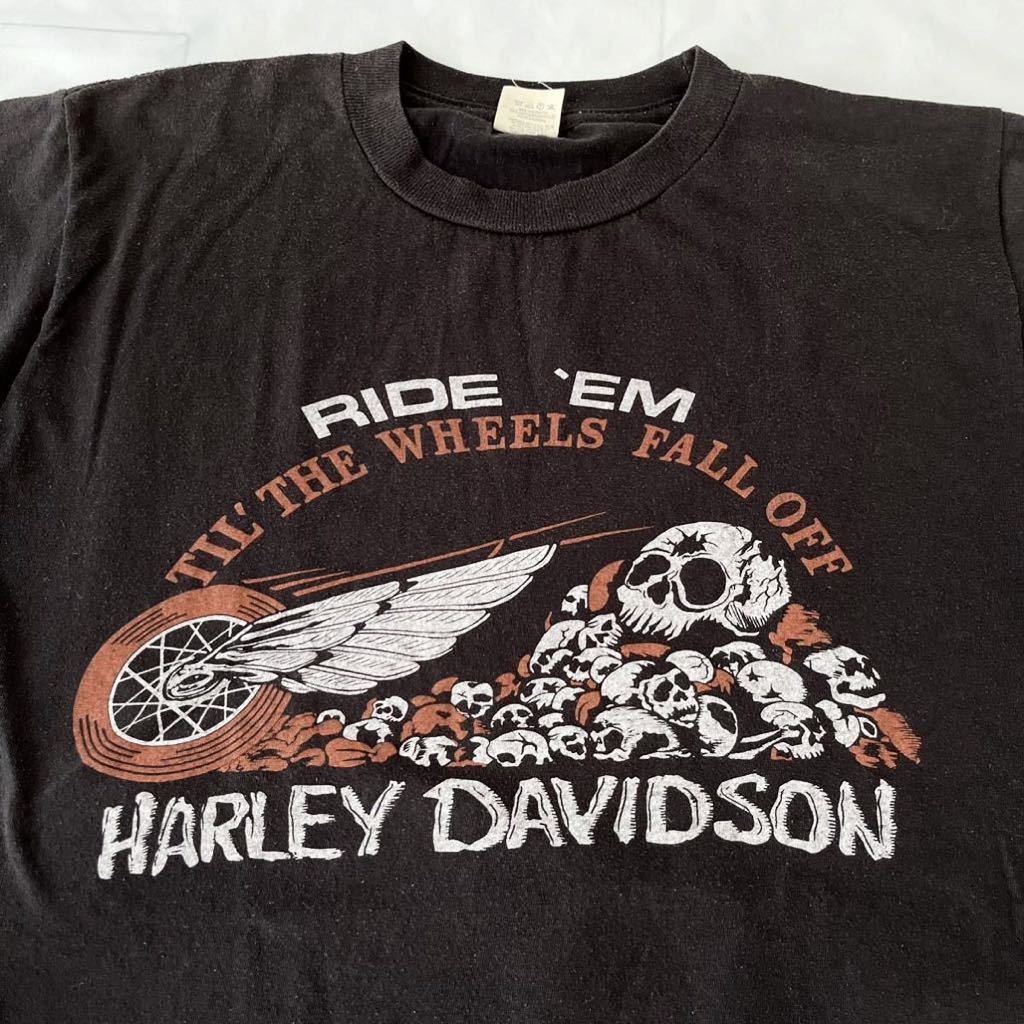 RIDE `EM
TIL' THE WHEELS FALL OFF
HARLEY DAVIDSON